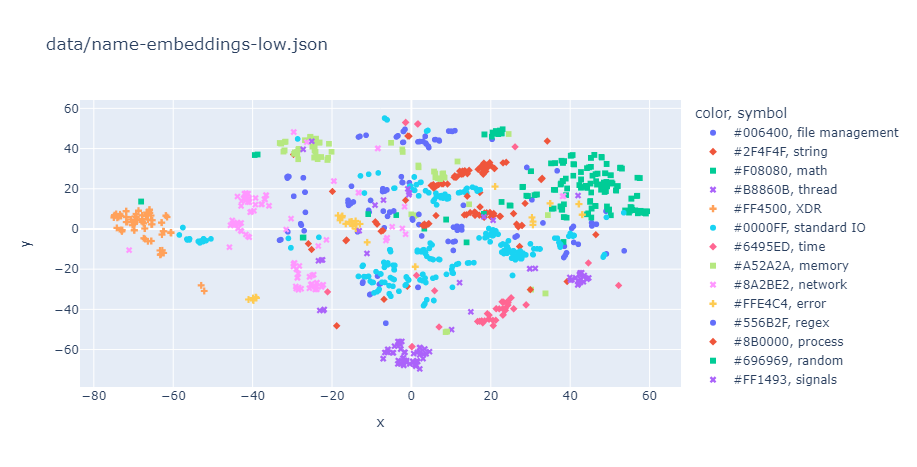 data/name-embeddings-low.json
color, symbol
#006400, file management
#2F4F4F, string
#F08080, math
#B8860B, thread
#FF4500, XDR
#0000FF, standard IO
#6495ED, time
#A52A2A, memory
#8A2BE2, network
#FFE4C4, error
#556B2F, regex
#8B0000, process
#696969, random
#FF1493, signals
60
40
20
0
−20
−40
−60
y
−80
−60
−40
−20
0
20
40
60
x